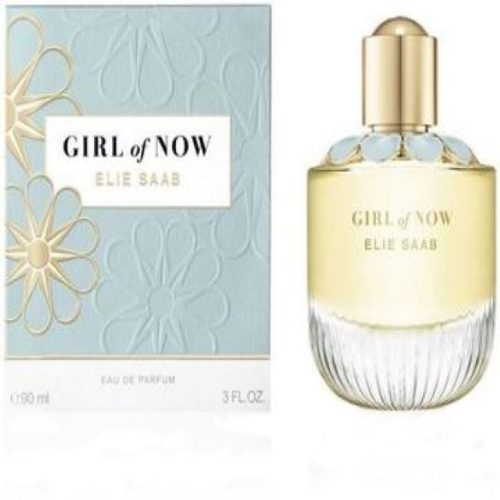 GIRL of NOW
ELIE SAAB
EAU DE PARFUM
℮90 ml 3 FL.OZ.
GIRL of NOW
ELIE SAAB